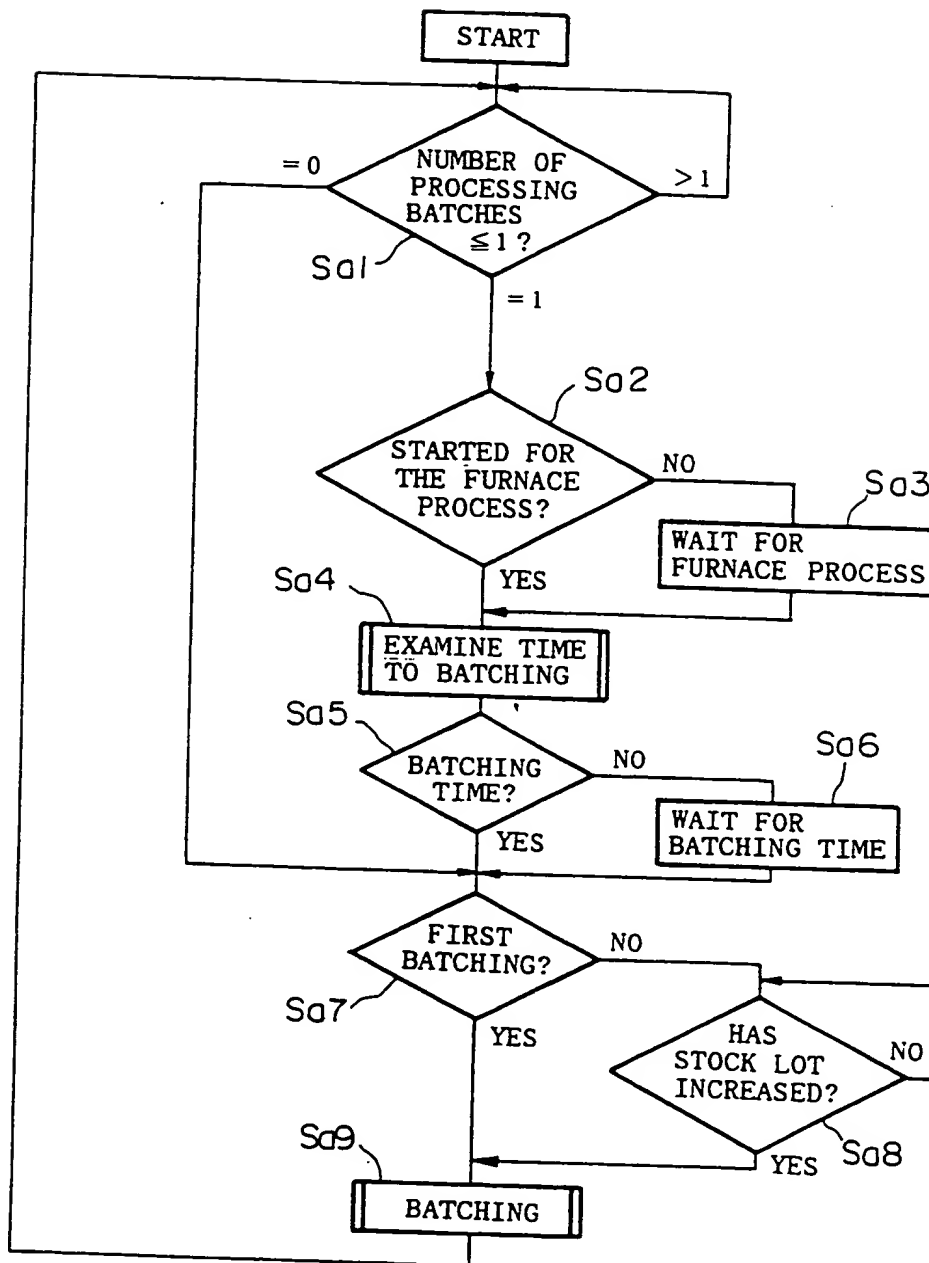 START
= 0
NUMBER OF
PROCESSING
BATCHES
≦ 1 ?
> 1
Sa1
= 1
Sa2
STARTED FOR
THE FURNACE
PROCESS?
NO
Sa3
WAIT FOR
FURNACE PROCESS
YES
Sa4
EXAMINE TIME
TO BATCHING
Sa5
BATCHING
TIME?
NO
Sa6
WAIT FOR
BATCHING TIME
YES
FIRST
BATCHING?
NO
Sa7
YES
HAS
STOCK LOT
INCREASED?
NO
Sa8
YES
Sa9
BATCHING